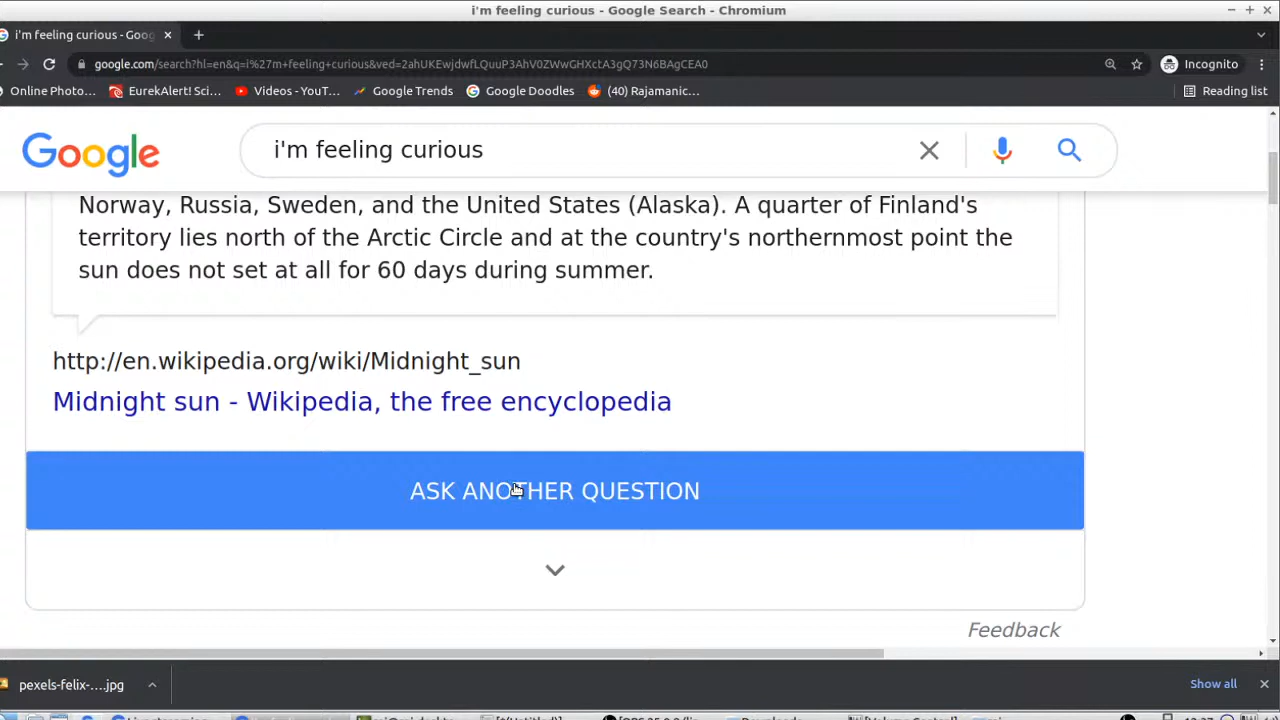 i'm feeling curious - Google Search - Chromium
i'm feeling curious - Goog
google.com/search?hl=en&q=i%27m+feeling+curious&ved=2ahUKEwjdwfLQuuP3AhV0ZWwGHXctA3gQ73N6BAgCEA0
Incognito
Online Photo... EurekAlert! Sci... Videos - YouT... Google Trends Google Doodles (40) Rajamanic... Reading list
Google i'm feeling curious
Norway, Russia, Sweden, and the United States (Alaska). A quarter of Finland's
territory lies north of the Arctic Circle and at the country's northernmost point the
sun does not set at all for 60 days during summer.
http://en.wikipedia.org/wiki/Midnight_sun
Midnight sun - Wikipedia, the free encyclopedia
ASK ANOTHER QUESTION
Feedback
pexels-felix-....jpg Show all